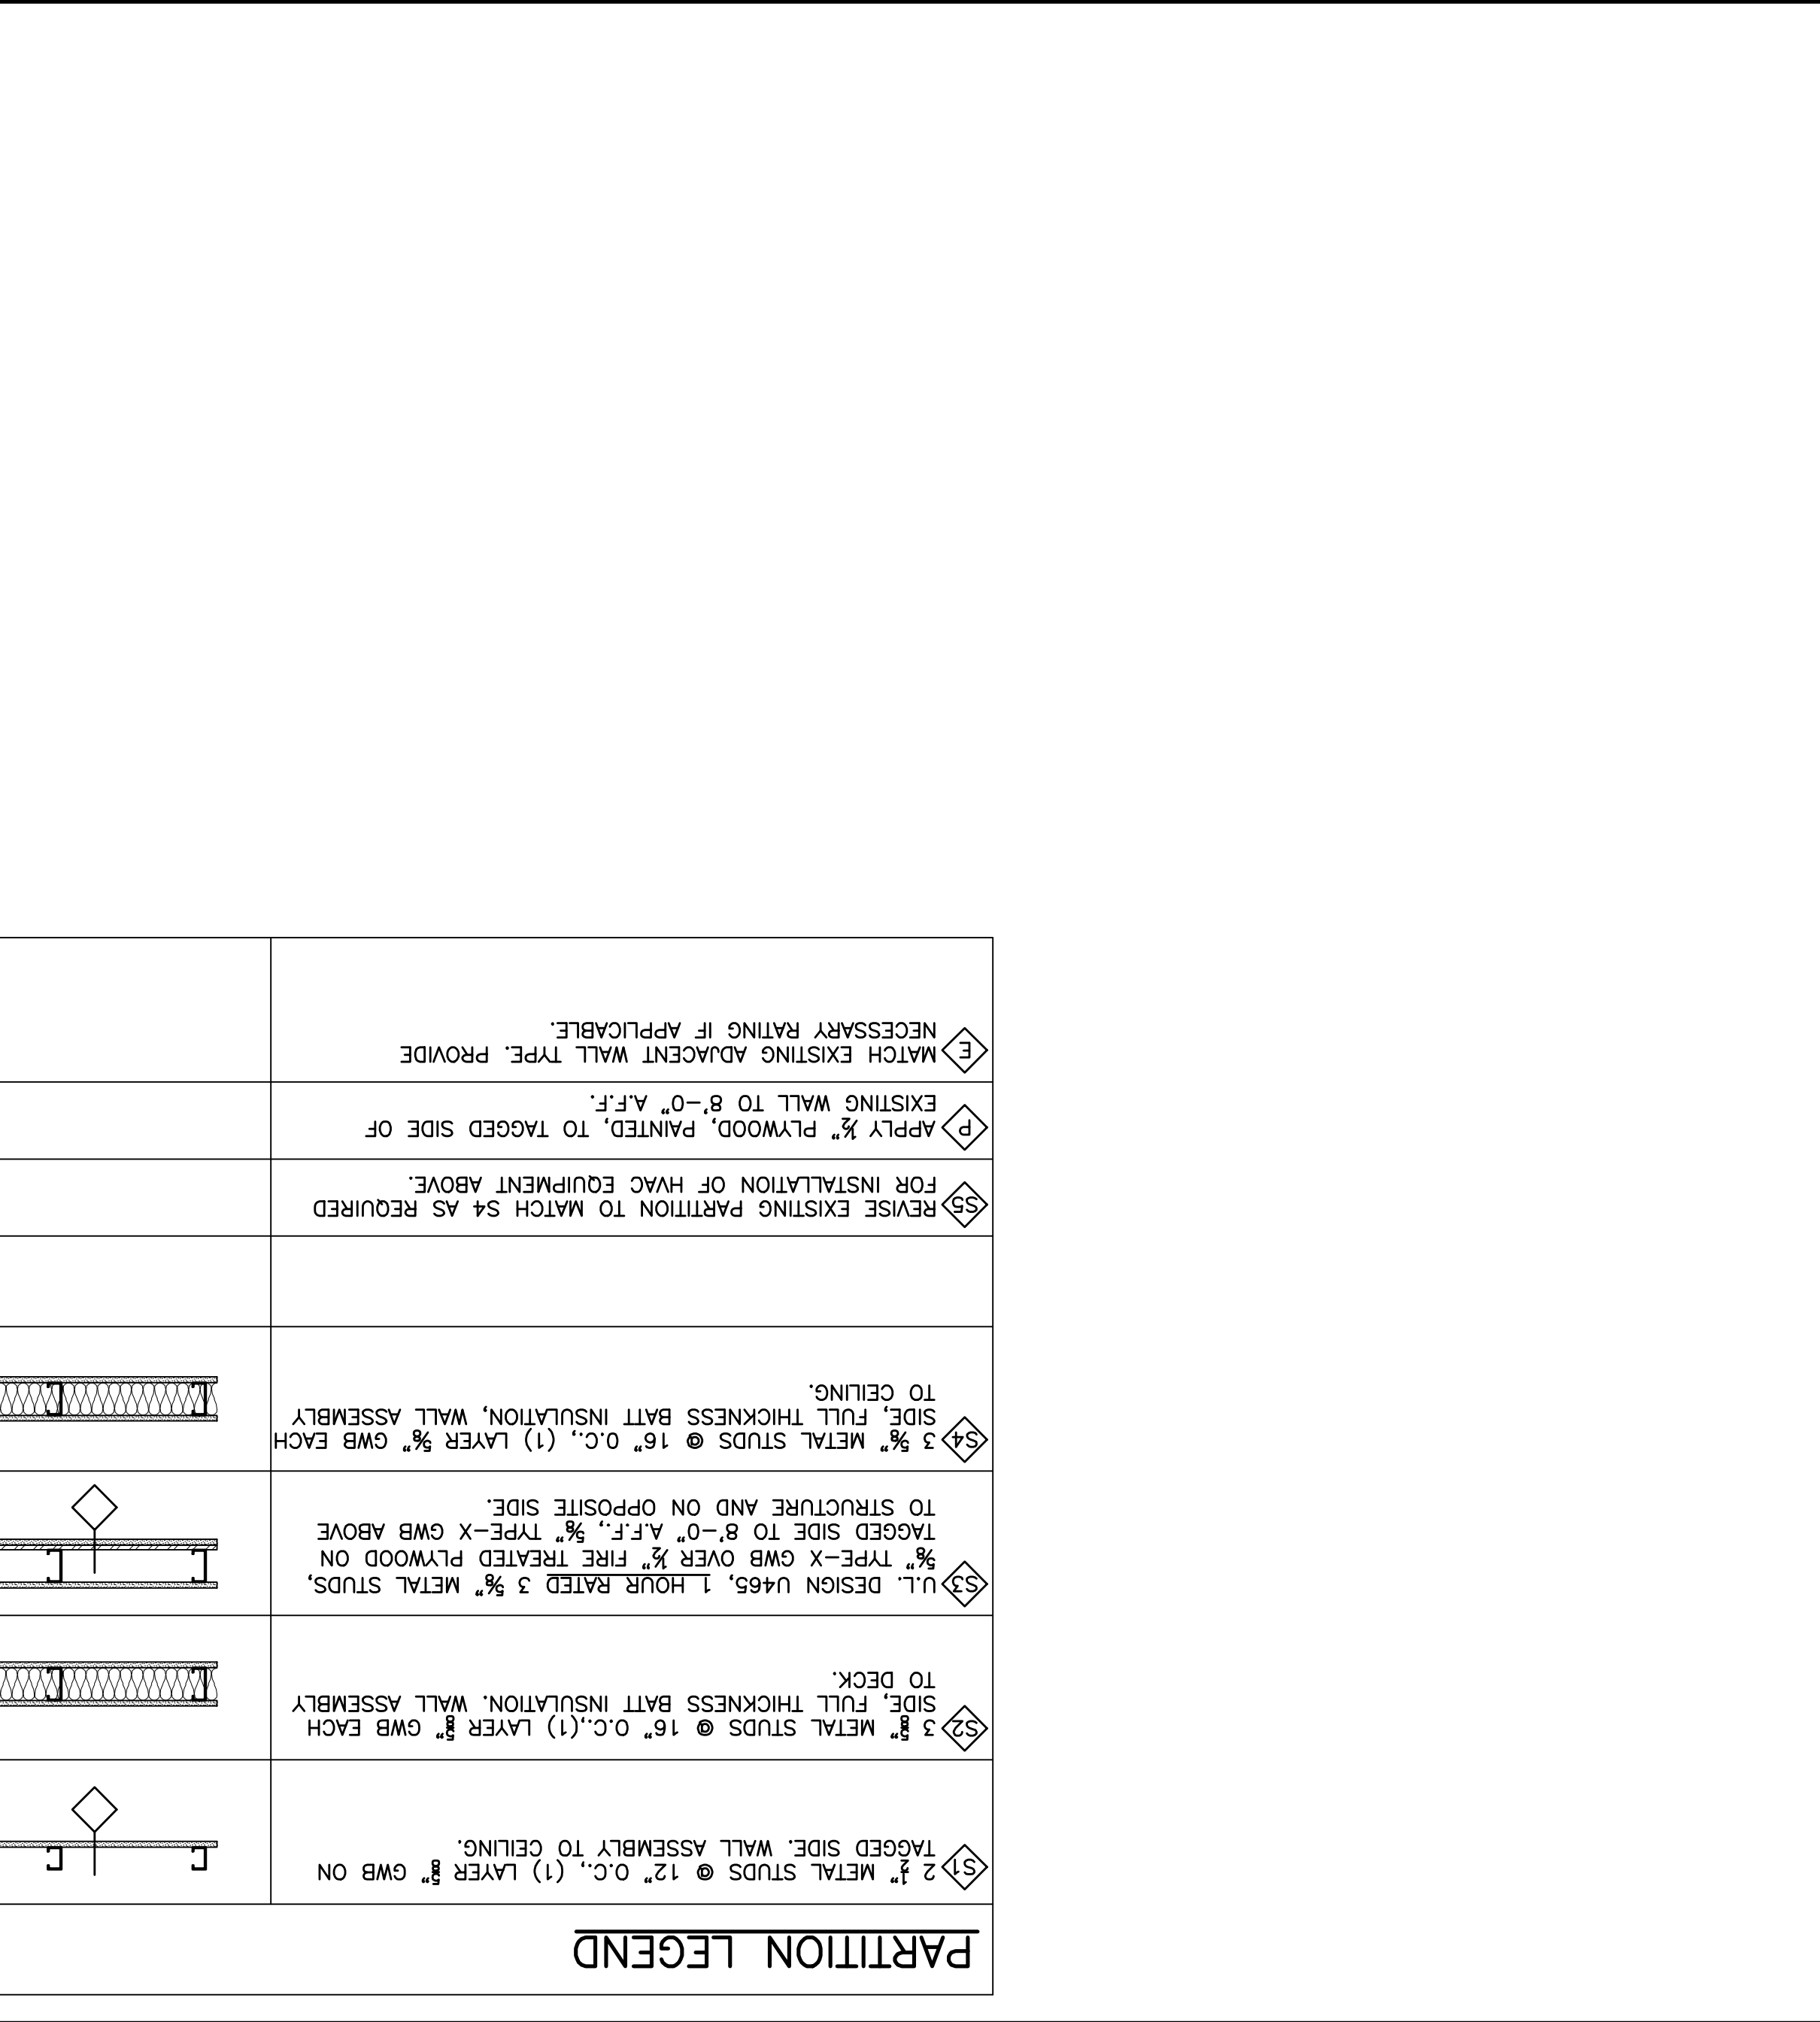 PARTITION LEGEND
S1
2 ½" METAL STUDS @ 12" O.C., (1) LAYER ⅝" GWB ON
TAGGED SIDE. WALL ASSEMBLY TO CEILING.
S2
3 ⅝" METAL STUDS @ 16" O.C.,(1) LAYER ⅝" GWB EACH
SIDE, FULL THICKNESS BATT INSULATION. WALL ASSEMBLY
TO DECK.
S3
U.L. DESIGN U465, 1 HOUR RATED 3 ⅝" METAL STUDS,
⅝" TYPE-X GWB OVER ½" FIRE TREATED PLYWOOD ON
TAGGED SIDE TO 8'-0" A.F.F., ⅝" TYPE-X GWB ABOVE
TO STRUCTURE AND ON OPPOSITE SIDE.
S4
3 ⅝" METAL STUDS @ 16" O.C., (1) LAYER ⅝" GWB EACH
SIDE, FULL THICKNESS BATT INSULATION, WALL ASSEMBLY
TO CEILING.
S5
REVISE EXISTING PARTITION TO MATCH S4 AS REQUIRED
FOR INSTALLATION OF HVAC EQUIPMENT ABOVE.
P
APPLY ½" PLYWOOD, PAINTED, TO TAGGED SIDE OF
EXISTING WALL TO 8'-0" A.F.F.
E
MATCH EXISTING ADJACENT WALL TYPE. PROVIDE
NECESSARY RATING IF APPLICABLE.